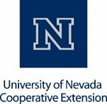 N
University of Nevada
Cooperative Extension